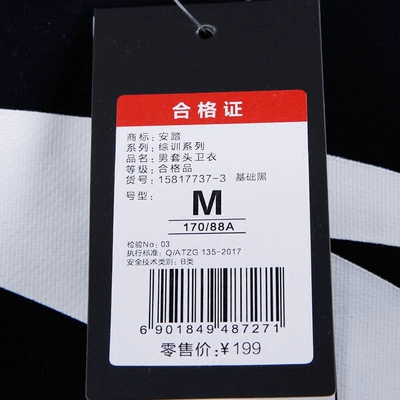 合格证
商标：安踏
系列：综训系列
品名：男套头卫衣
等级：合格品
货号：15817737-3 基础黑
号型：
M
170/88A
检验No: 03
执行标准：Q/ATZG 135-2017
安全技术类别：B类
6 901849 487271
零售价：¥199